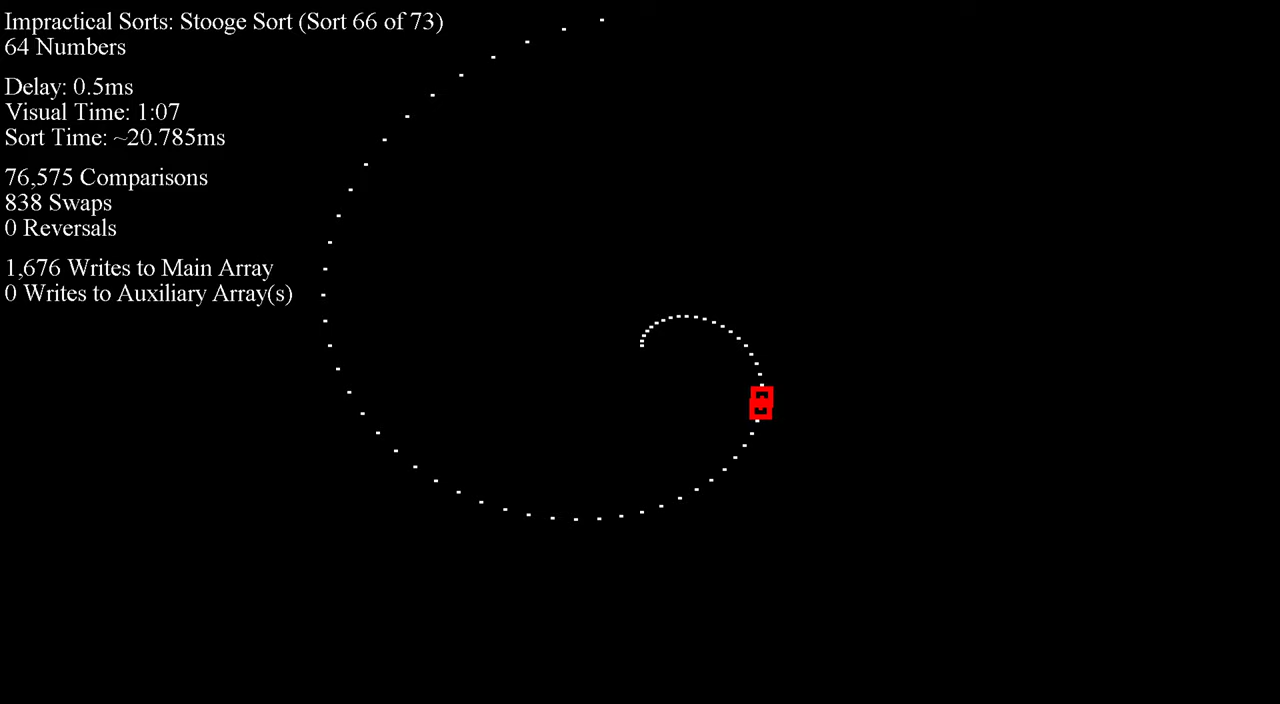 Impractical Sorts: Stooge Sort (Sort 66 of 73)
64 Numbers
Delay: 0.5ms
Visual Time: 1:07
Sort Time: ~20.785ms
76,575 Comparisons
838 Swaps
0 Reversals
1,676 Writes to Main Array
0 Writes to Auxiliary Array(s)